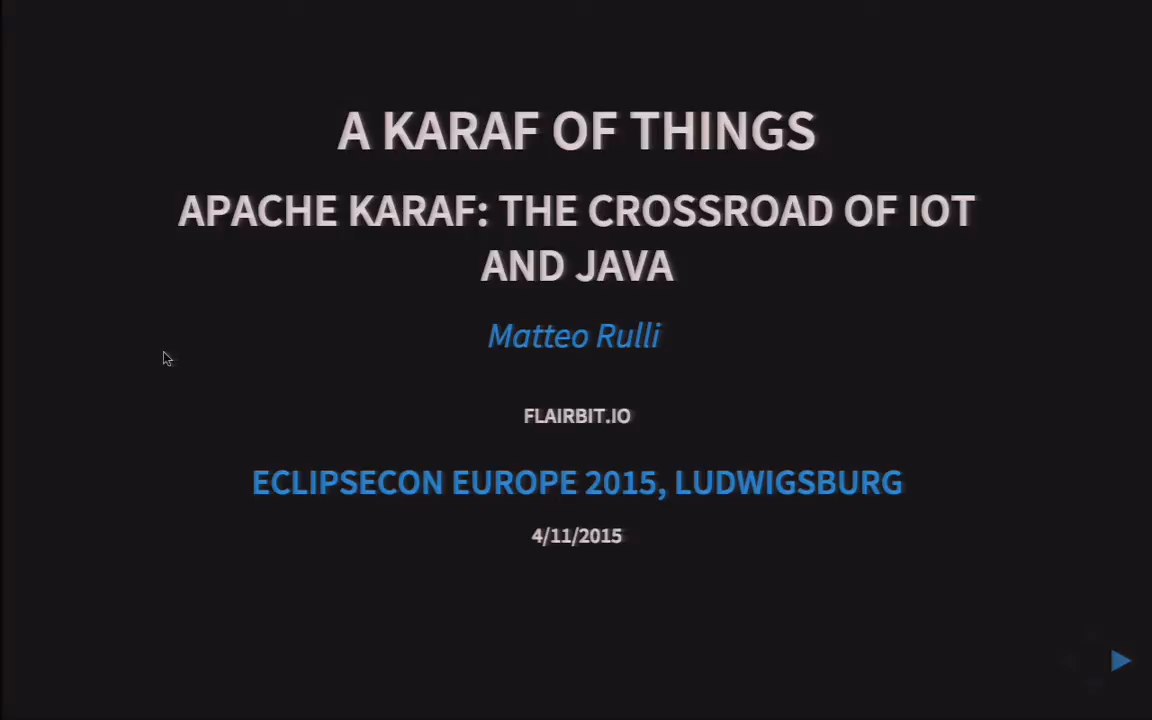 A KARAF OF THINGS
APACHE KARAF: THE CROSSROAD OF IOT
AND JAVA
Matteo Rulli
FLAIRBIT.IO
ECLIPSECON EUROPE 2015, LUDWIGSBURG
4/11/2015